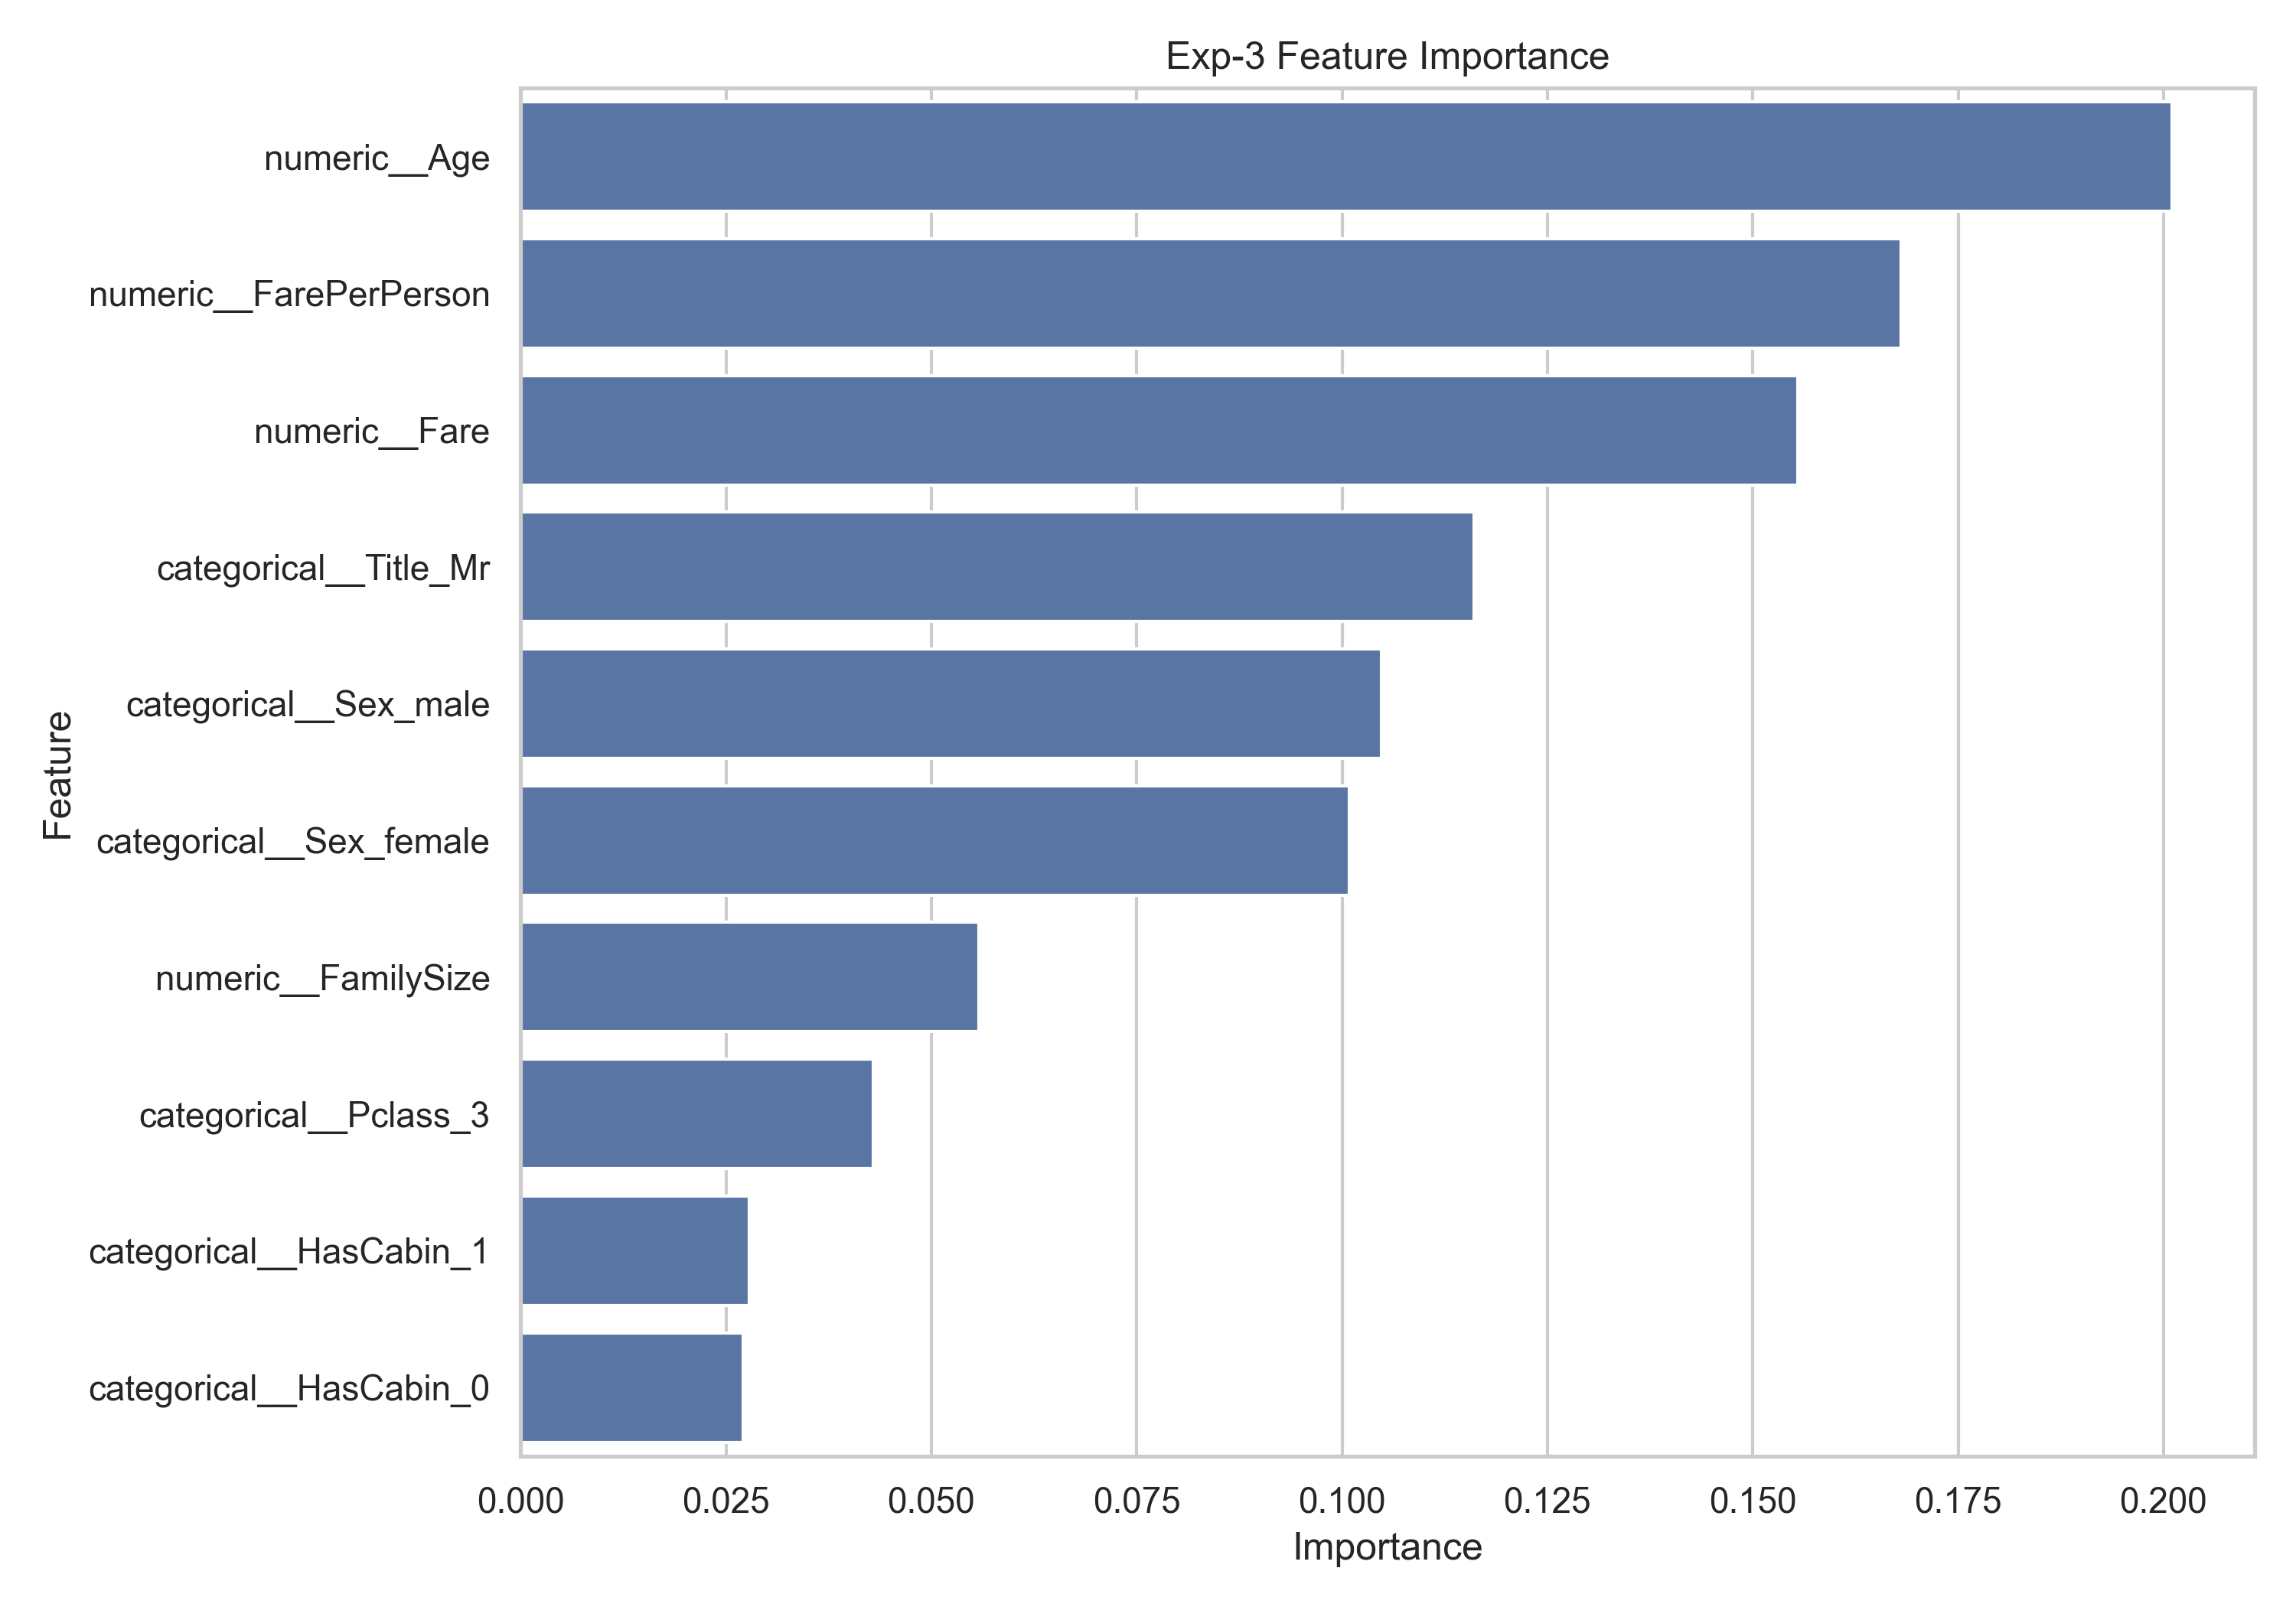 Exp-3 Feature Importance
numeric__Age
numeric__FarePerPerson
numeric__Fare
categorical__Title_Mr
categorical__Sex_male
categorical__Sex_female
numeric__FamilySize
categorical__Pclass_3
categorical__HasCabin_1
categorical__HasCabin_0
Feature
0.000 0.025 0.050 0.075 0.100 0.125 0.150 0.175 0.200
Importance